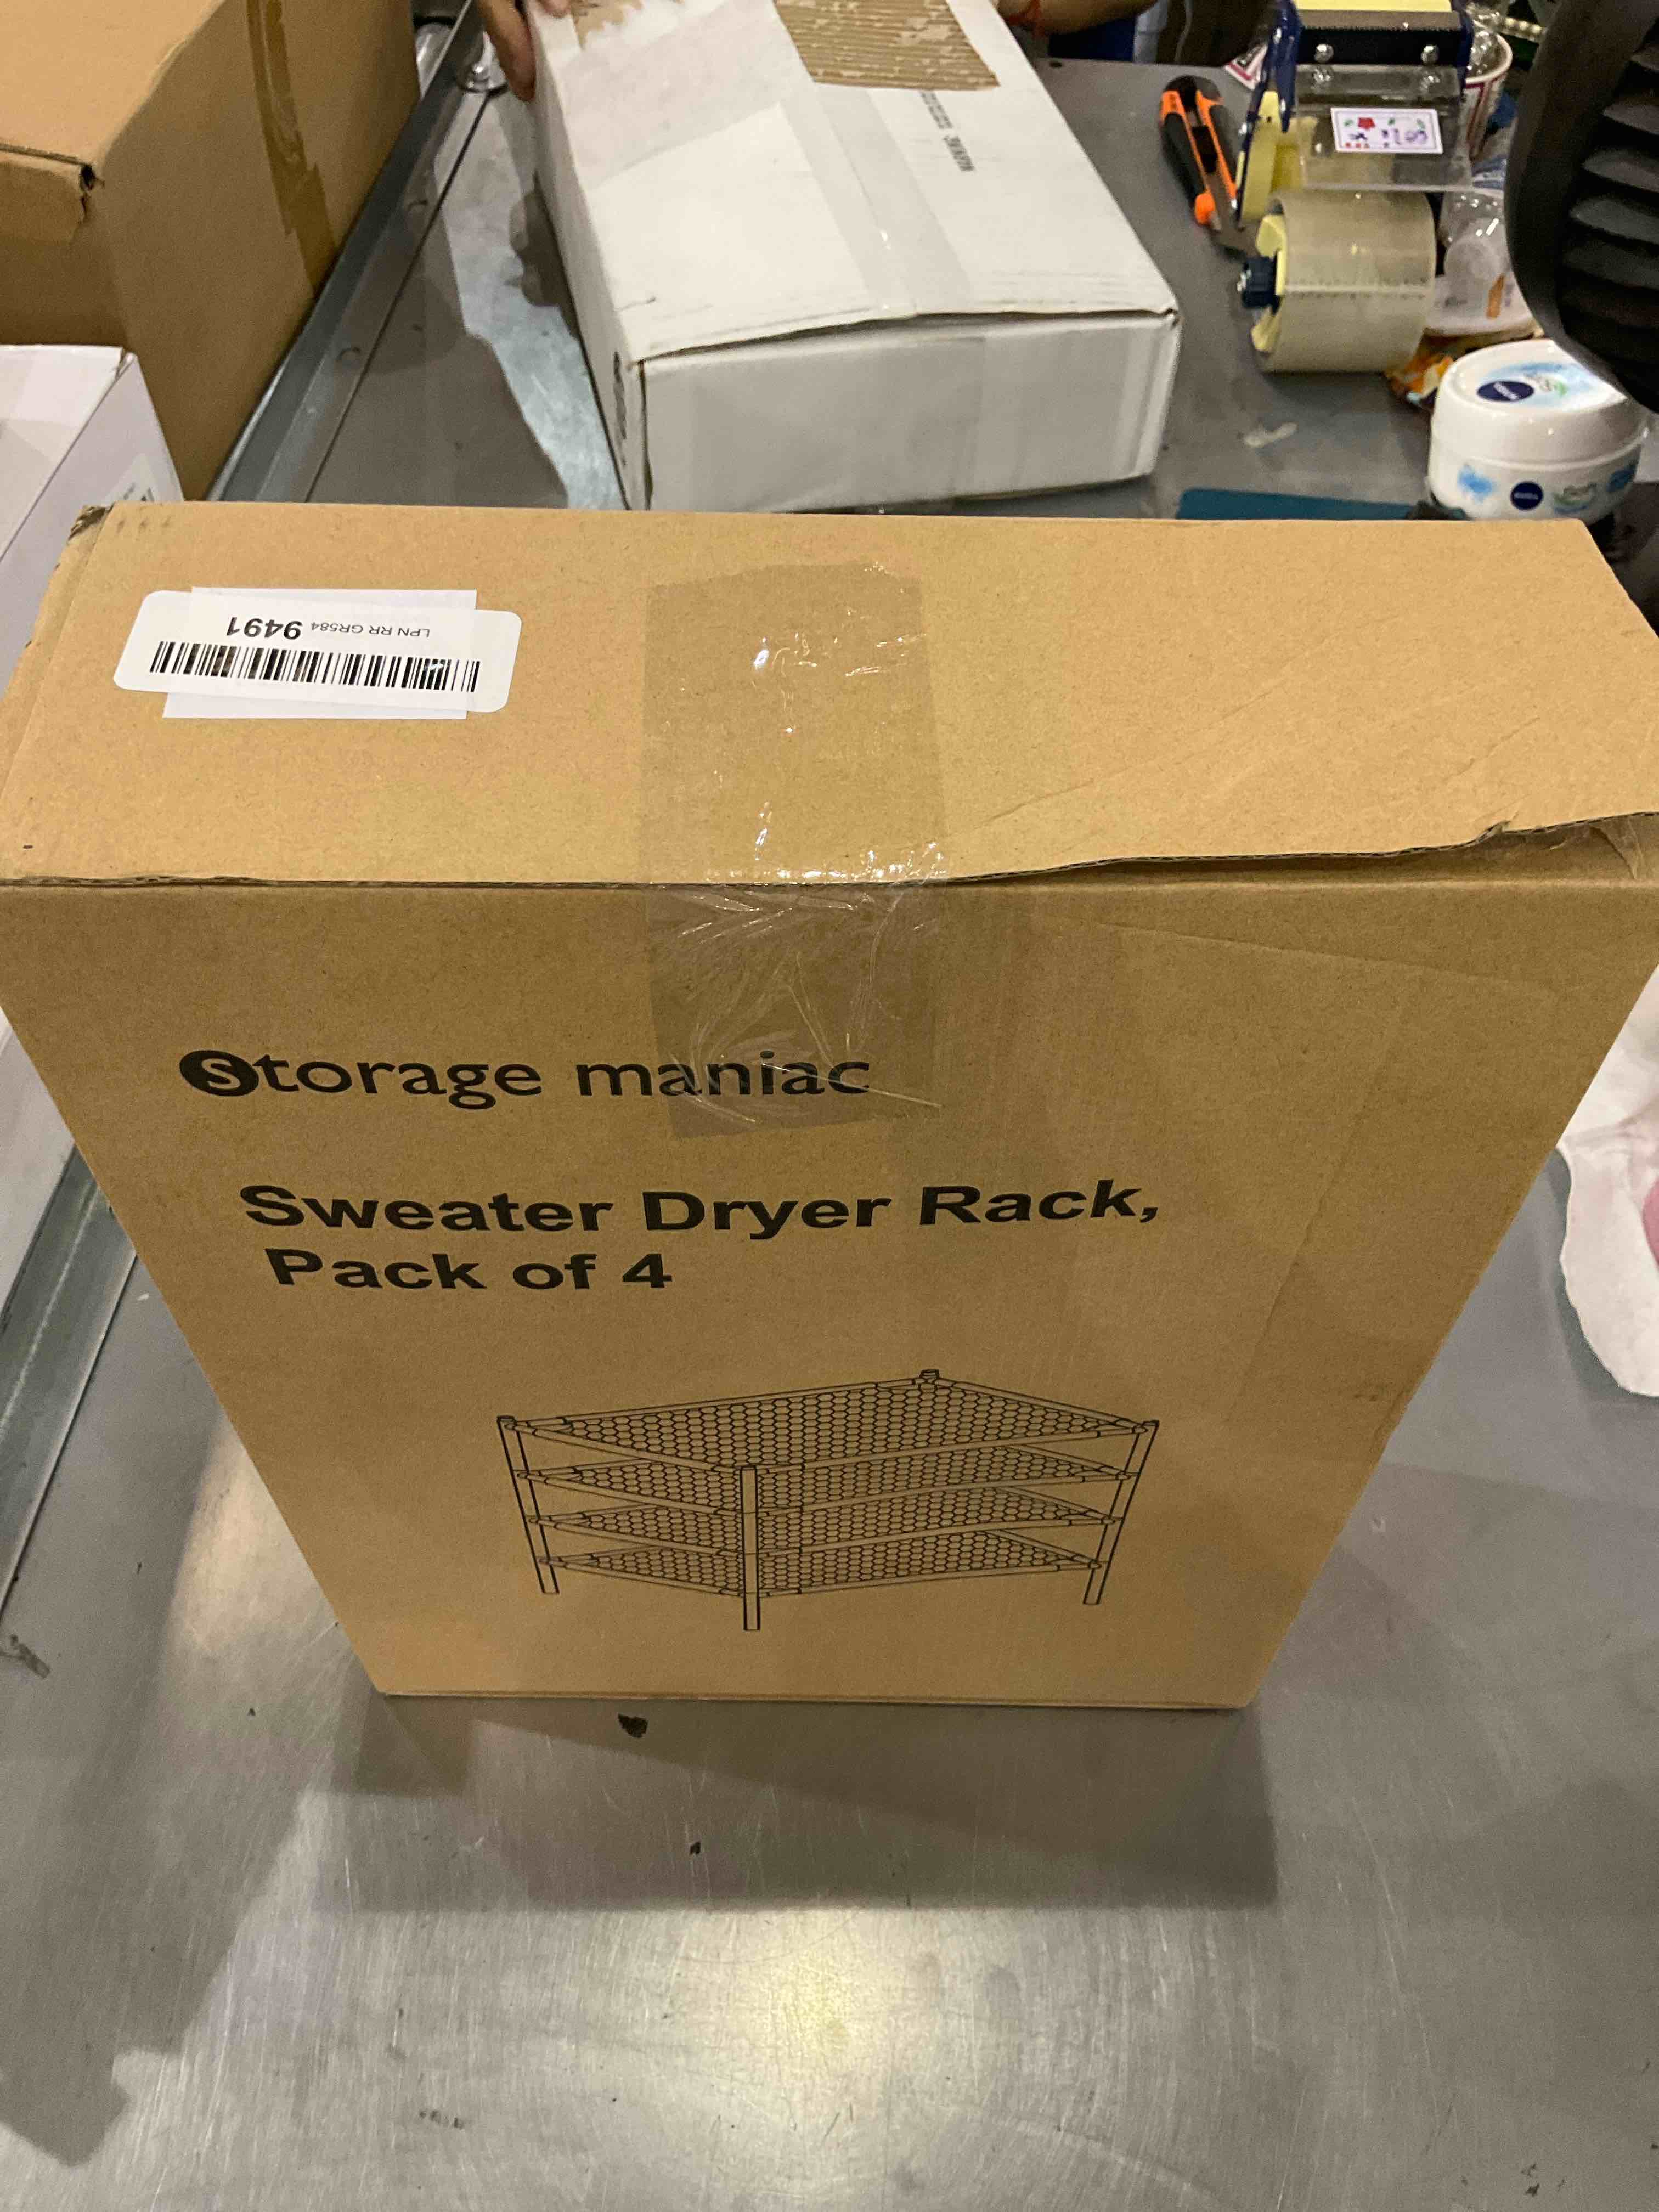 LPN RR GR584 9491
storage maniac
Sweater Dryer Rack,
Pack of 4